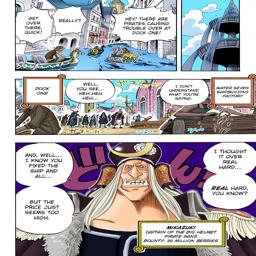 GET
OVER
THERE,
QUICK!
REALLY?
HEY! THERE ARE
PIRATES CAUSING
TROUBLE OVER AT
DOCK ONE!
DOCK
ONE
WELL,
YOU SEE...
HEH HEH
HEH...
I DON'T
UNDERSTAND
WHAT YOU'RE
SAYING.
WATER SEVEN
SHIPBUILDING
FACTORY
AND, WELL...
I KNOW YOU
FIXED THE
SHIP AND
ALL...
BUT THE
PRICE JUST
SEEMS TOO
HIGH.
I THOUGHT
IT OVER
REAL
HARD...
REAL HARD,
YOU KNOW?
MIKAZUKI
CAPTAIN OF THE BIG HELMET
PIRATE GANG
BOUNTY: 36 MILLION BERRIES